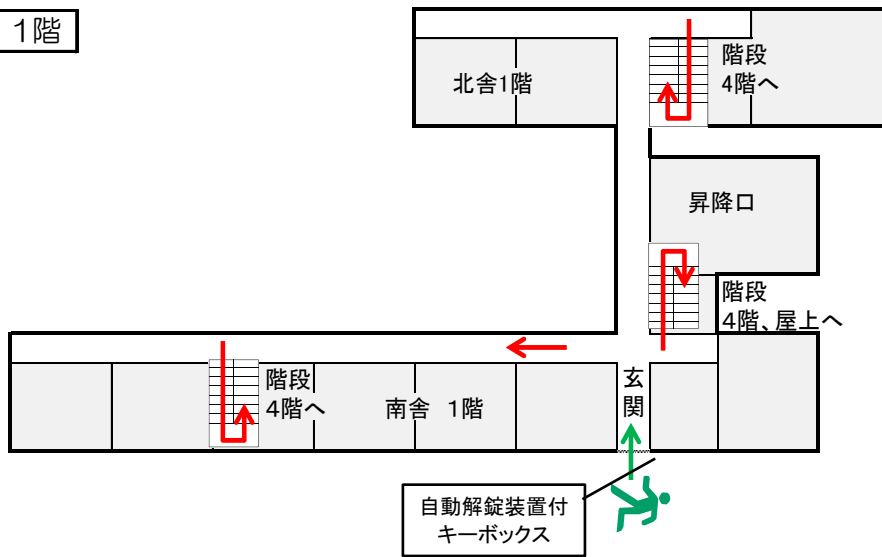 1階
階段
4階へ
北舎1階
昇降口
階段
4階、屋上へ
階段
4階へ
南舎 1階
玄
関
自動解錠装置付
キーボックス